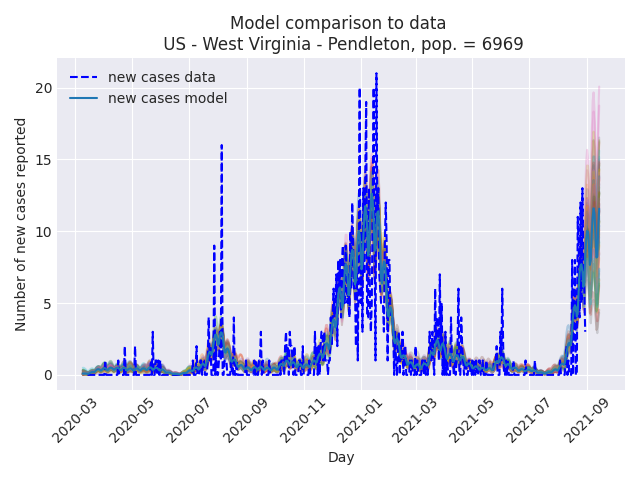 Model comparison to data
US - West Virginia - Pendleton, pop. = 6969
new cases data
new cases model
Number of new cases reported
20
15
10
5
0
2020-03
2020-05
2020-07
2020-09
2020-11
2021-01
2021-03
2021-05
2021-07
2021-09
Day